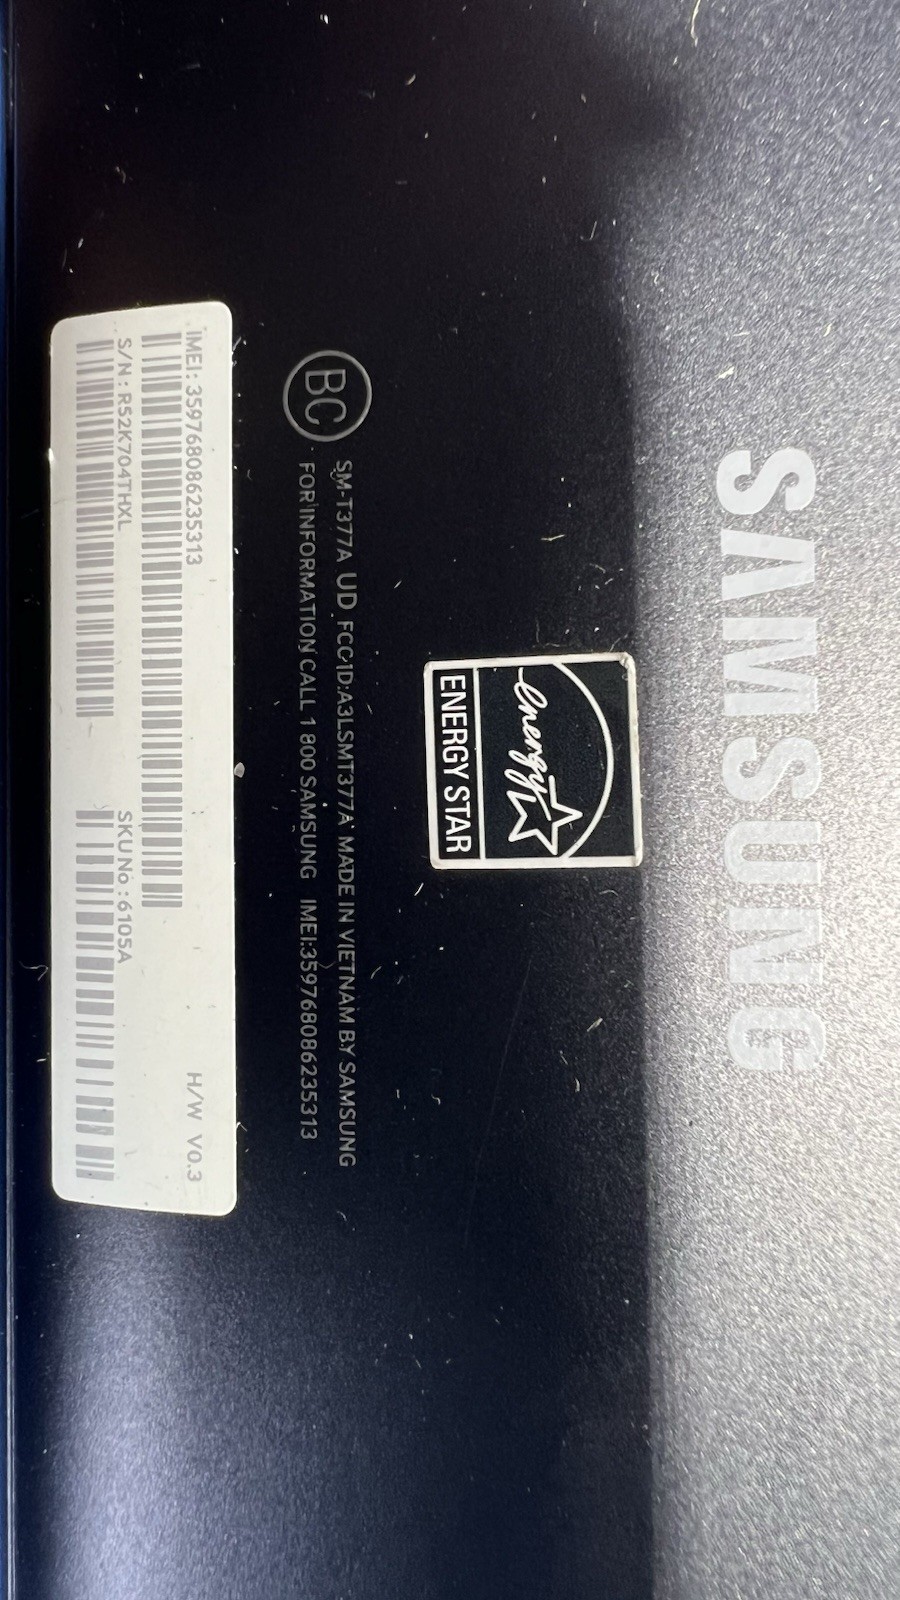 SAMSUNG
energy
ENERGY STAR
BC
SM-T377A UD FCC ID:A3LSMT377A MADE IN VIETNAM BY SAMSUNG
FOR INFORMATION CALL 1 800 SAMSUNG IMEI:359768086235313
IMEI: 359768086235313 H/W V0.3
S/N : R52K704THXL SKU No : 6105A